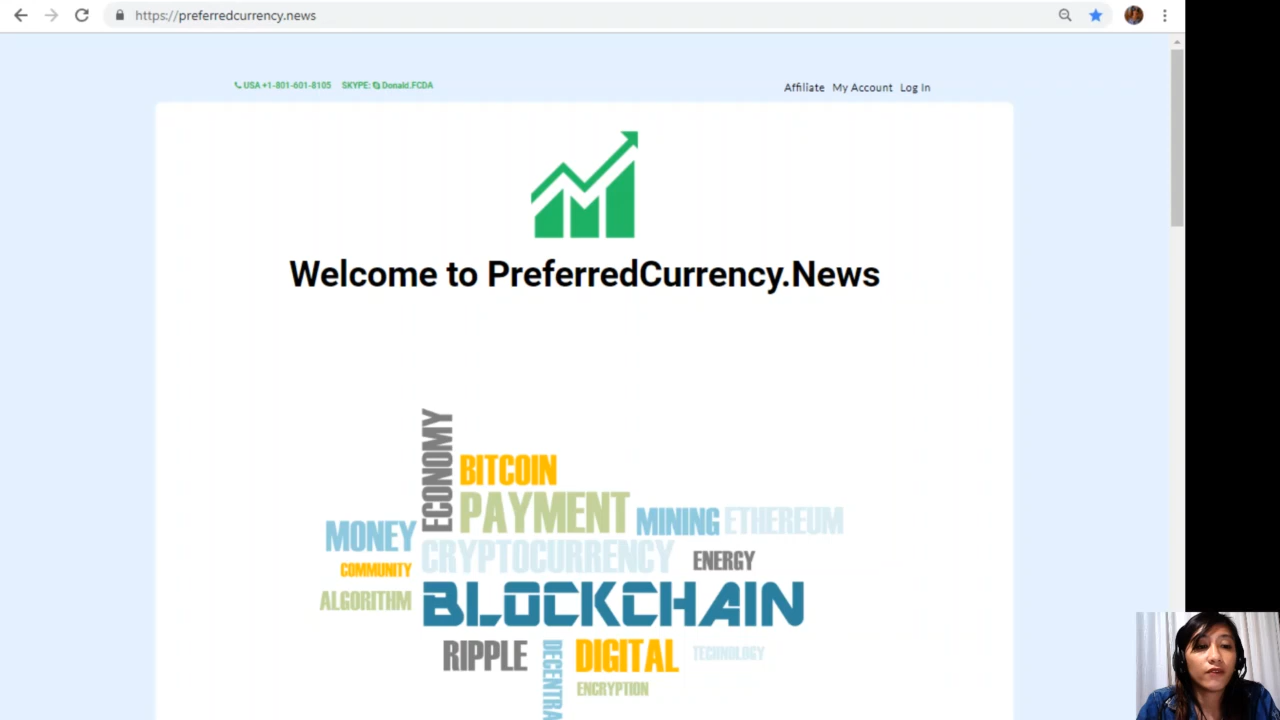 https://preferredcurrency.news
USA +1-801-601-8105 SKYPE: Donald.FCDA
Affiliate My Account Log In
Welcome to PreferredCurrency.News
ECONOMY
BITCOIN
PAYMENT
MONEY
MINING ETHEREUM
CRYPTOCURRENCY
ENERGY
COMMUNITY
ALGORITHM
BLOCKCHAIN
RIPPLE
DECENTRA
DIGITAL
TECHNOLOGY
ENCRYPTION